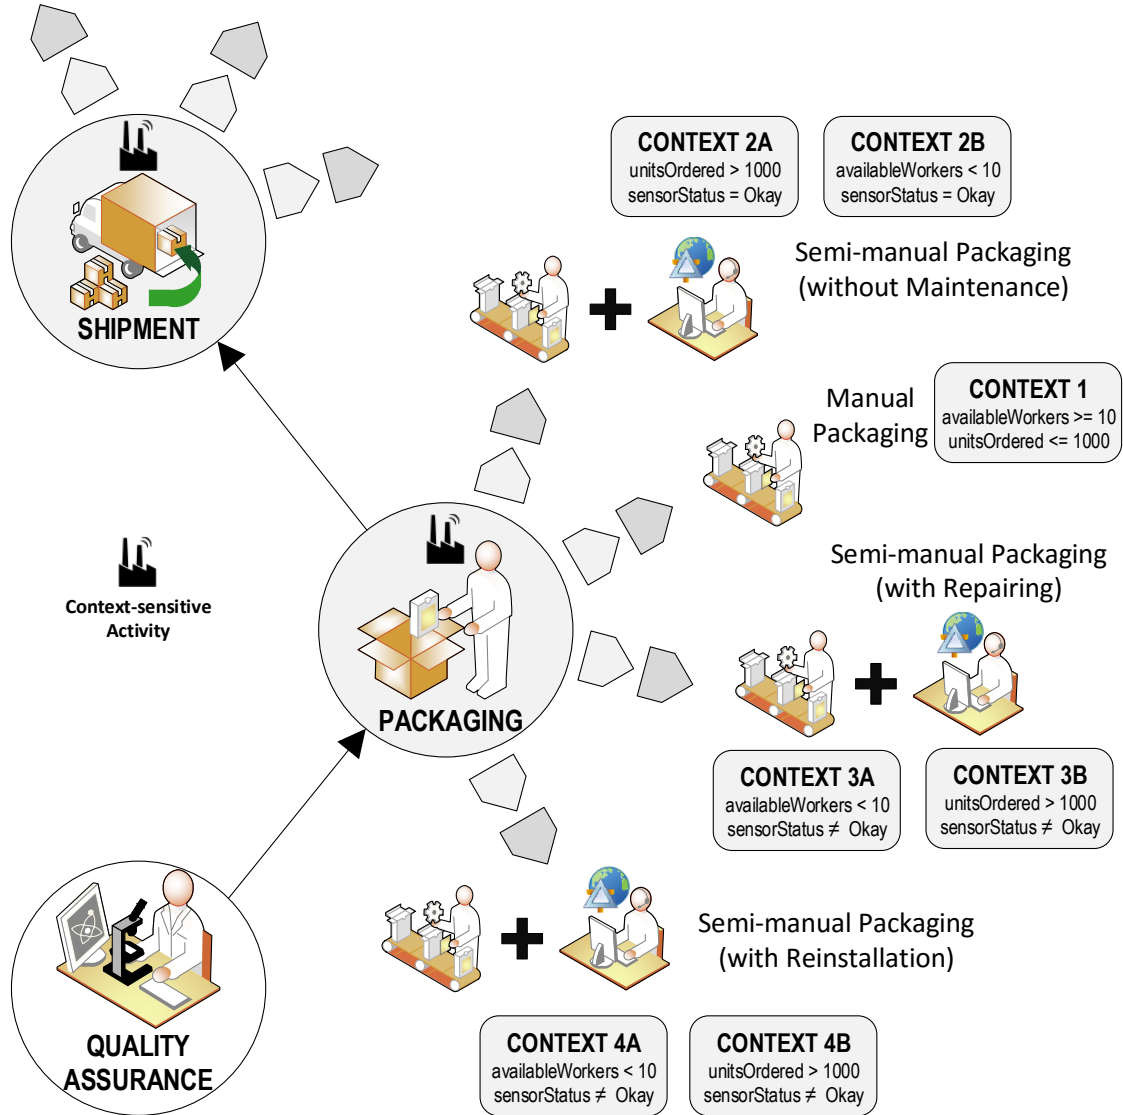 CONTEXT 2A
unitsOrdered > 1000
sensorStatus = Okay
CONTEXT 2B
availableWorkers < 10
sensorStatus = Okay
Semi-manual Packaging
(without Maintenance)
SHIPMENT
Manual
Packaging
CONTEXT 1
availableWorkers >= 10
unitsOrdered <= 1000
Semi-manual Packaging
(with Repairing)
Context-sensitive
Activity
PACKAGING
CONTEXT 3A
availableWorkers < 10
sensorStatus ≠ Okay
CONTEXT 3B
unitsOrdered > 1000
sensorStatus ≠ Okay
Semi-manual Packaging
(with Reinstallation)
QUALITY
ASSURANCE
CONTEXT 4A
availableWorkers < 10
sensorStatus ≠ Okay
CONTEXT 4B
unitsOrdered > 1000
sensorStatus ≠ Okay